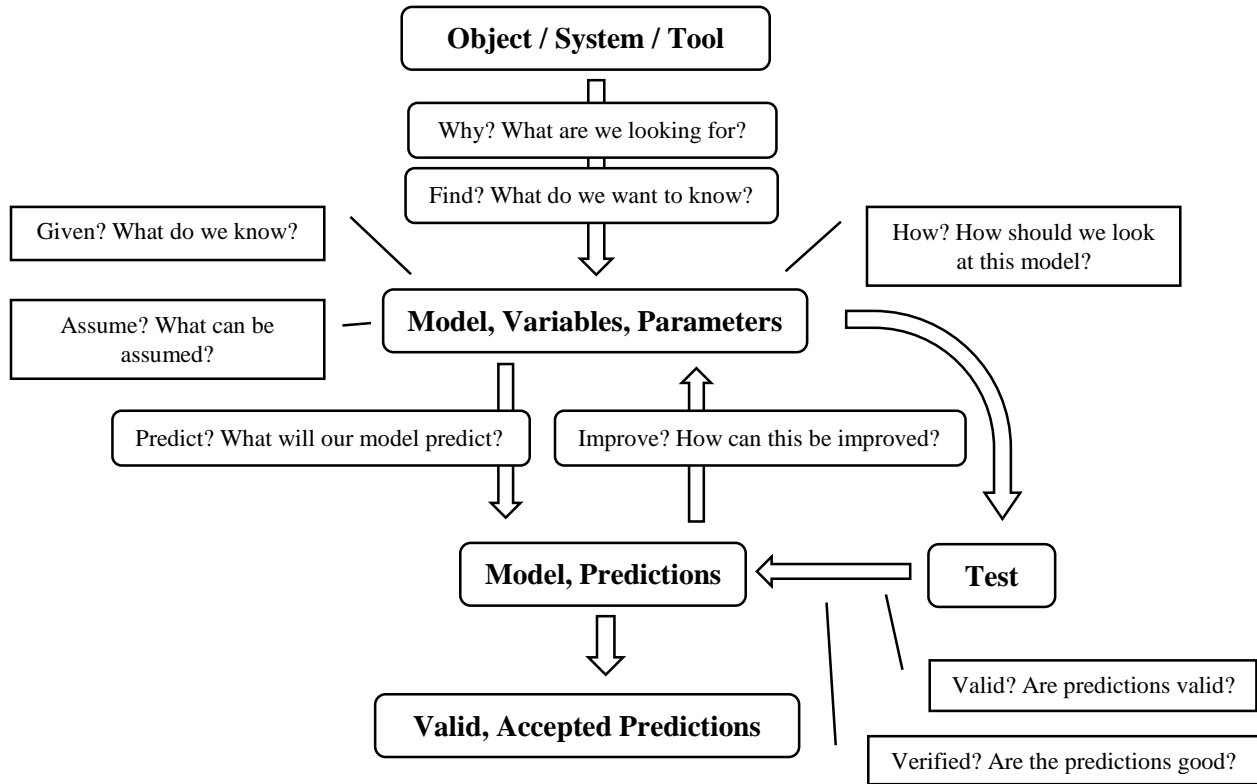 Object / System / Tool
Why? What are we looking for?
Find? What do we want to know?
Given? What do we know?
How? How should we look
at this model?
Assume? What can be
assumed?
Model, Variables, Parameters
Predict? What will our model predict?
Improve? How can this be improved?
Model, Predictions
Test
Valid? Are predictions valid?
Valid, Accepted Predictions
Verified? Are the predictions good?